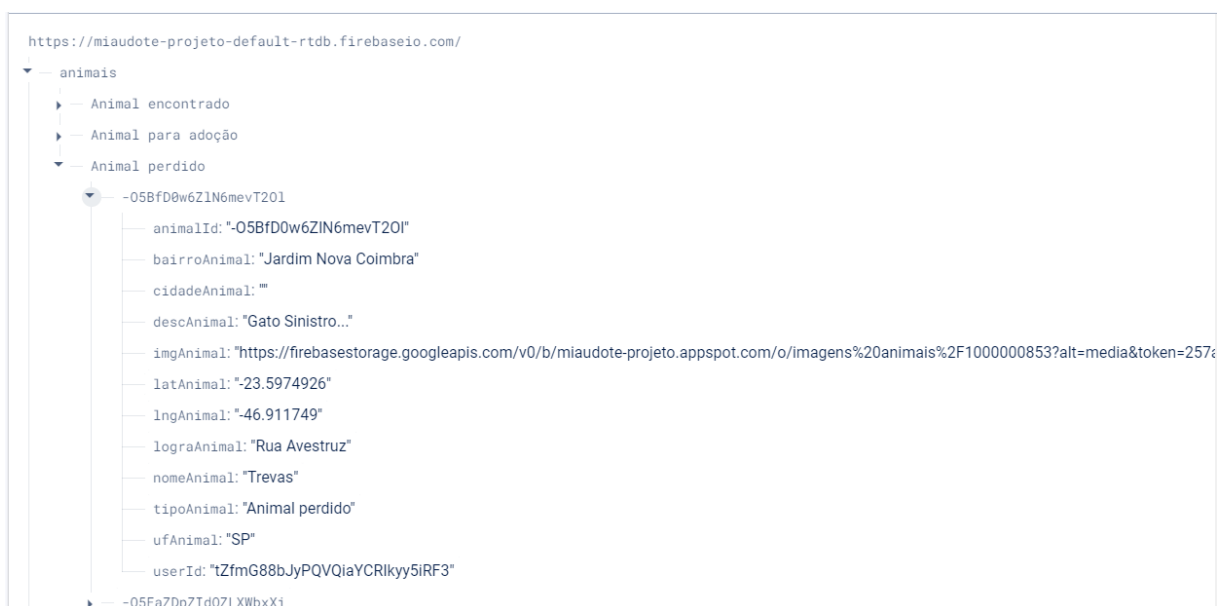 https://miaudote-projeto-default-rtdb.firebaseio.com/
animais
Animal encontrado
Animal para adoção
Animal perdido
-O5BfD0w6ZlN6mevT2Ol
animalId: "-O5BfD0w6ZlN6mevT2Ol"
bairroAnimal: "Jardim Nova Coimbra"
cidadeAnimal: ""
descAnimal: "Gato Sinistro..."
imgAnimal: "https://firebasestorage.googleapis.com/v0/b/miaudote-projeto.appspot.com/o/imagens%20animais%2F1000000853?alt=media&token=257a
latAnimal: "-23.5974926"
lngAnimal: "-46.911749"
lograAnimal: "Rua Avestruz"
nomeAnimal: "Trevas"
tipoAnimal: "Animal perdido"
ufAnimal: "SP"
userId: "tZfmG88bJyPQVQiaYCRIkyy5iRF3"
-O5FaZDpZIdOZLXWbxXj